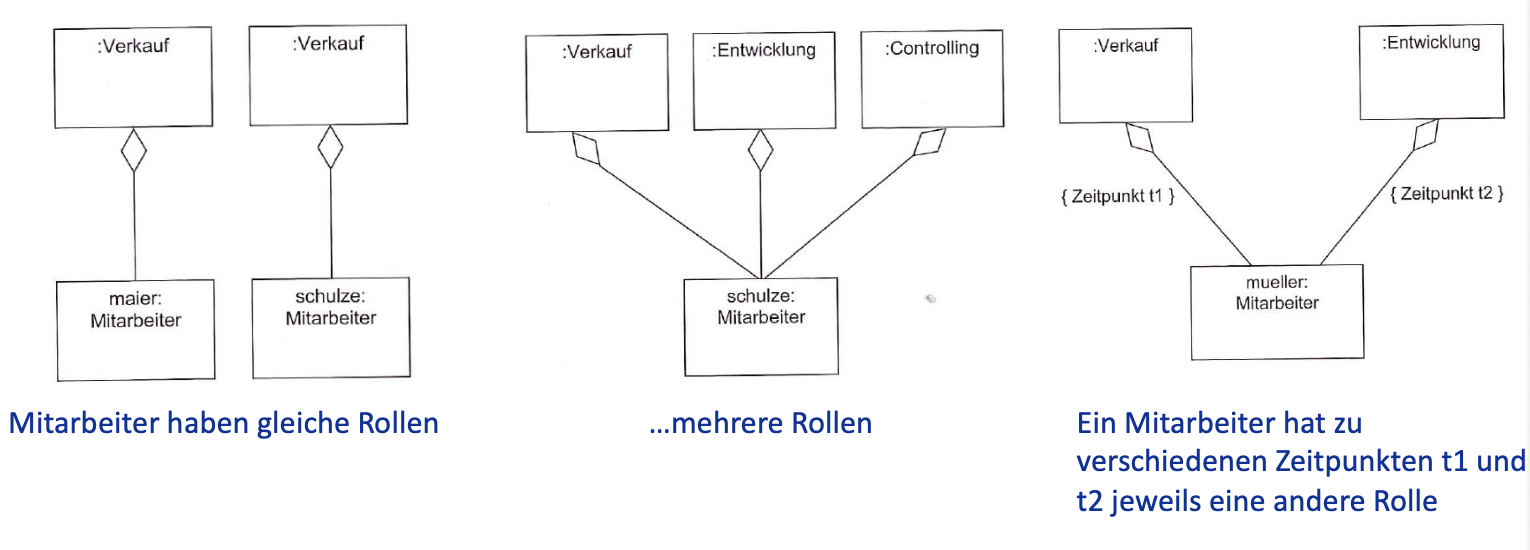 :Verkauf
:Verkauf
maier:
Mitarbeiter
schulze:
Mitarbeiter
Mitarbeiter haben gleiche Rollen
:Verkauf
:Entwicklung
:Controlling
schulze:
Mitarbeiter
...mehrere Rollen
:Verkauf
:Entwicklung
{ Zeitpunkt t1 }
{ Zeitpunkt t2 }
mueller:
Mitarbeiter
Ein Mitarbeiter hat zu
verschiedenen Zeitpunkten t1 und
t2 jeweils eine andere Rolle